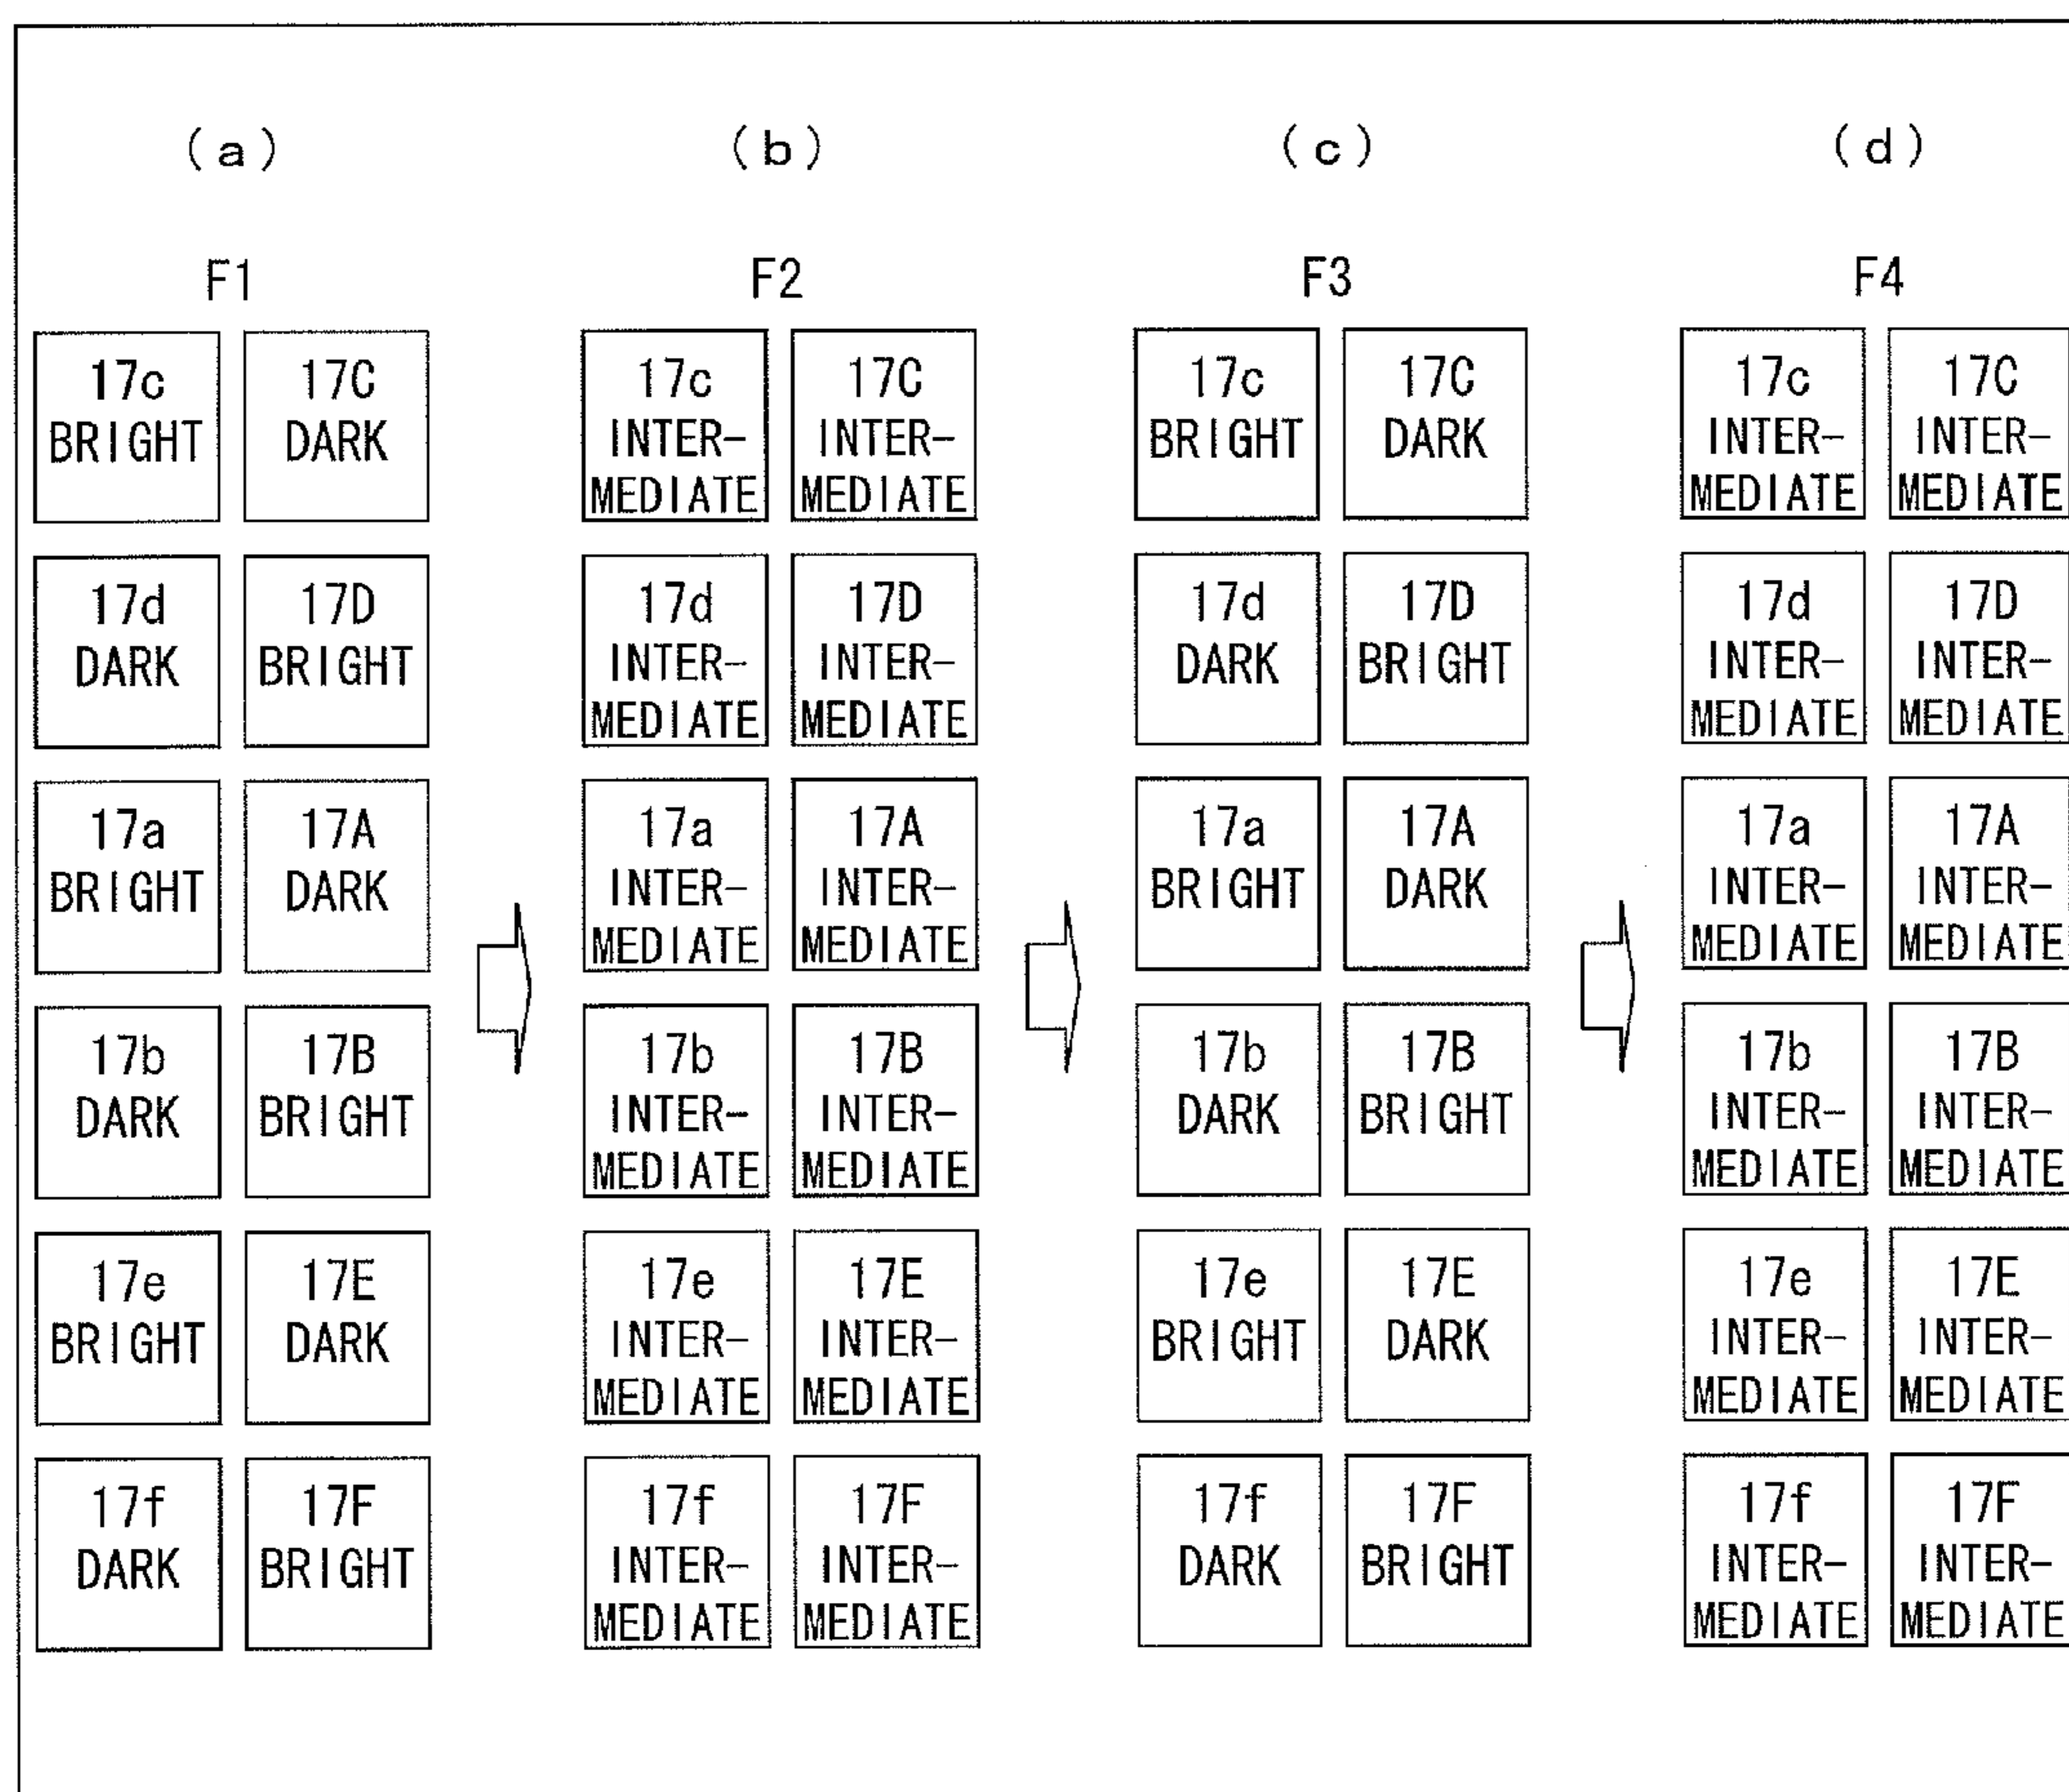 (a) (b) (c) (d)
F1 F2 F3 F4
17c 17C 17c 17C 17c 17C 17c 17C
BRIGHT DARK INTER- INTER- BRIGHT DARK INTER- INTER-
MEDIATE MEDIATE MEDIATE MEDIATE
17d 17D 17d 17D 17d 17D 17d 17D
DARK BRIGHT INTER- INTER- DARK BRIGHT INTER- INTER-
MEDIATE MEDIATE MEDIATE MEDIATE
17a 17A 17a 17A 17a 17A 17a 17A
BRIGHT DARK INTER- INTER- BRIGHT DARK INTER- INTER-
MEDIATE MEDIATE MEDIATE MEDIATE
17b 17B 17b 17B 17b 17B 17b 17B
DARK BRIGHT INTER- INTER- DARK BRIGHT INTER- INTER-
MEDIATE MEDIATE MEDIATE MEDIATE
17e 17E 17e 17E 17e 17E 17e 17E
BRIGHT DARK INTER- INTER- BRIGHT DARK INTER- INTER-
MEDIATE MEDIATE MEDIATE MEDIATE
17f 17F 17f 17F 17f 17F 17f 17F
DARK BRIGHT INTER- INTER- DARK BRIGHT INTER- INTER-
MEDIATE MEDIATE MEDIATE MEDIATE